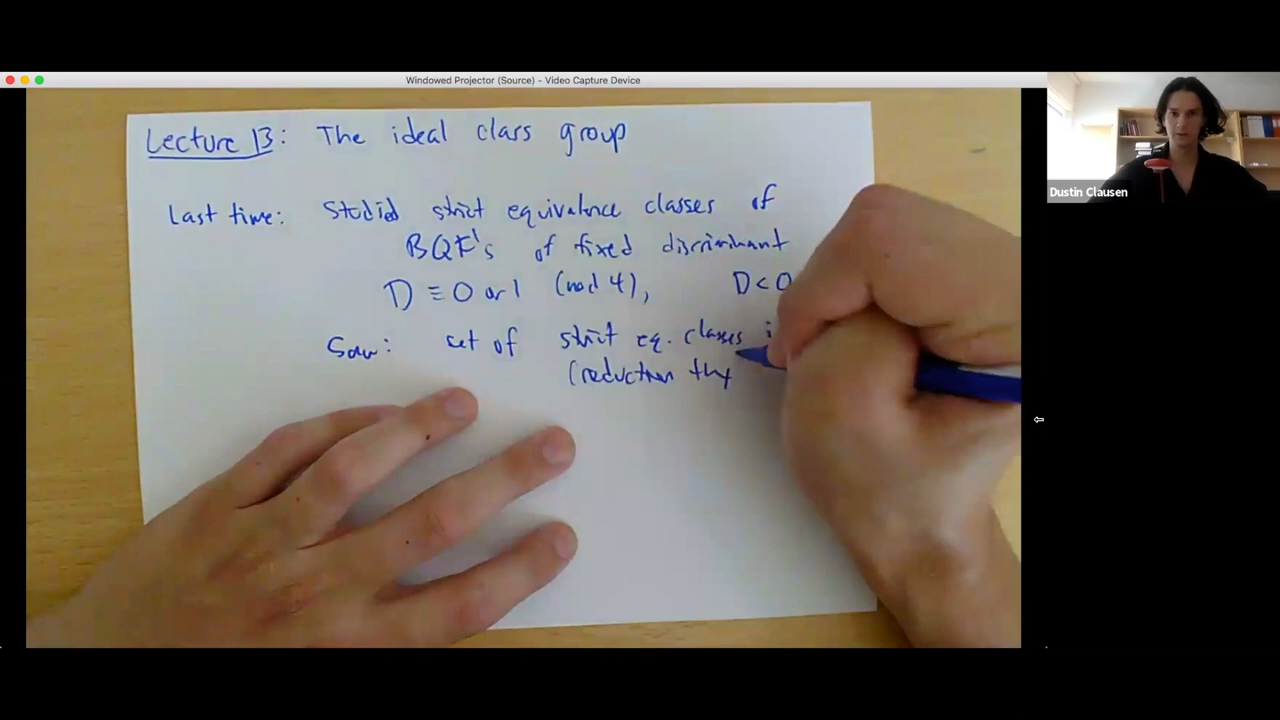 Windowed Projector (Source) - Video Capture Device
Lecture 13: The ideal class group
Dustin Clausen
Last time: Studied strict equivalence classes of
BQF's of fixed discriminant
D ≡ 0 or 1 (mod 4), D < 0
Saw: set of strict eq. classes
(reduction thy